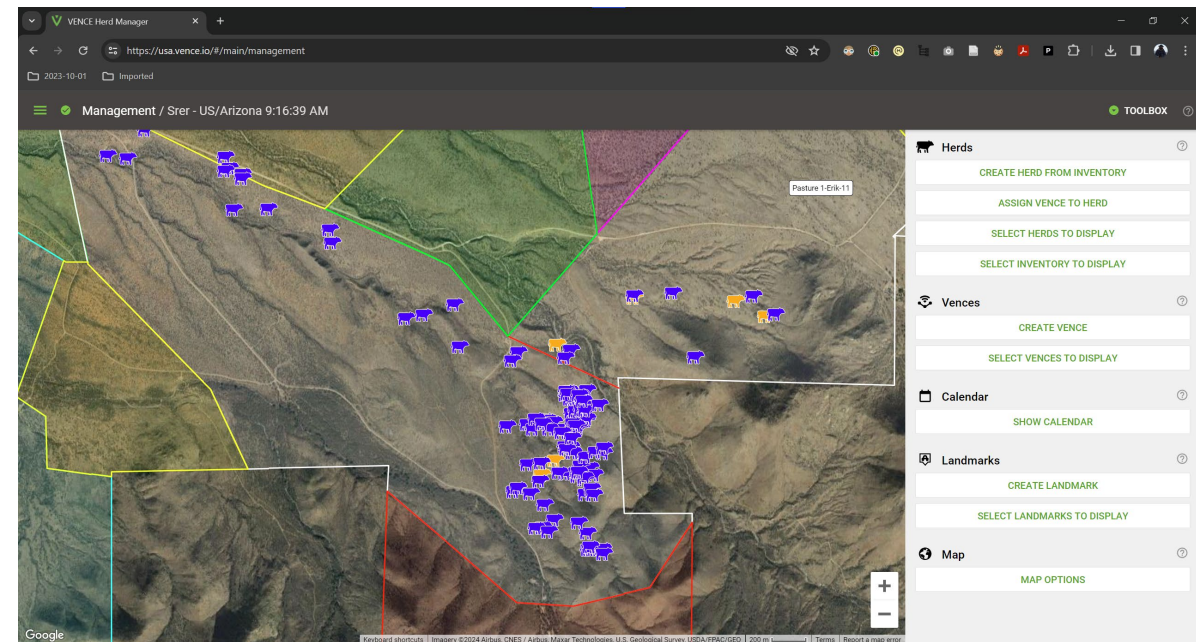 VENCE Herd Manager
https://usa.vence.io/#/main/management
2023-10-01 Imported
Management / Srer - US/Arizona 9:16:39 AM
TOOLBOX
Pasture 1-Erik-11
Herds
CREATE HERD FROM INVENTORY
ASSIGN VENCE TO HERD
SELECT HERDS TO DISPLAY
SELECT INVENTORY TO DISPLAY
Vences
CREATE VENCE
SELECT VENCES TO DISPLAY
Calendar
SHOW CALENDAR
Landmarks
CREATE LANDMARK
SELECT LANDMARKS TO DISPLAY
Map
MAP OPTIONS
Google
Keyboard shortcuts Imagery ©2024 Airbus, CNES / Airbus, Maxar Technologies, U.S. Geological Survey, USDA/FPAC/GEO 200 m Terms Report a map error